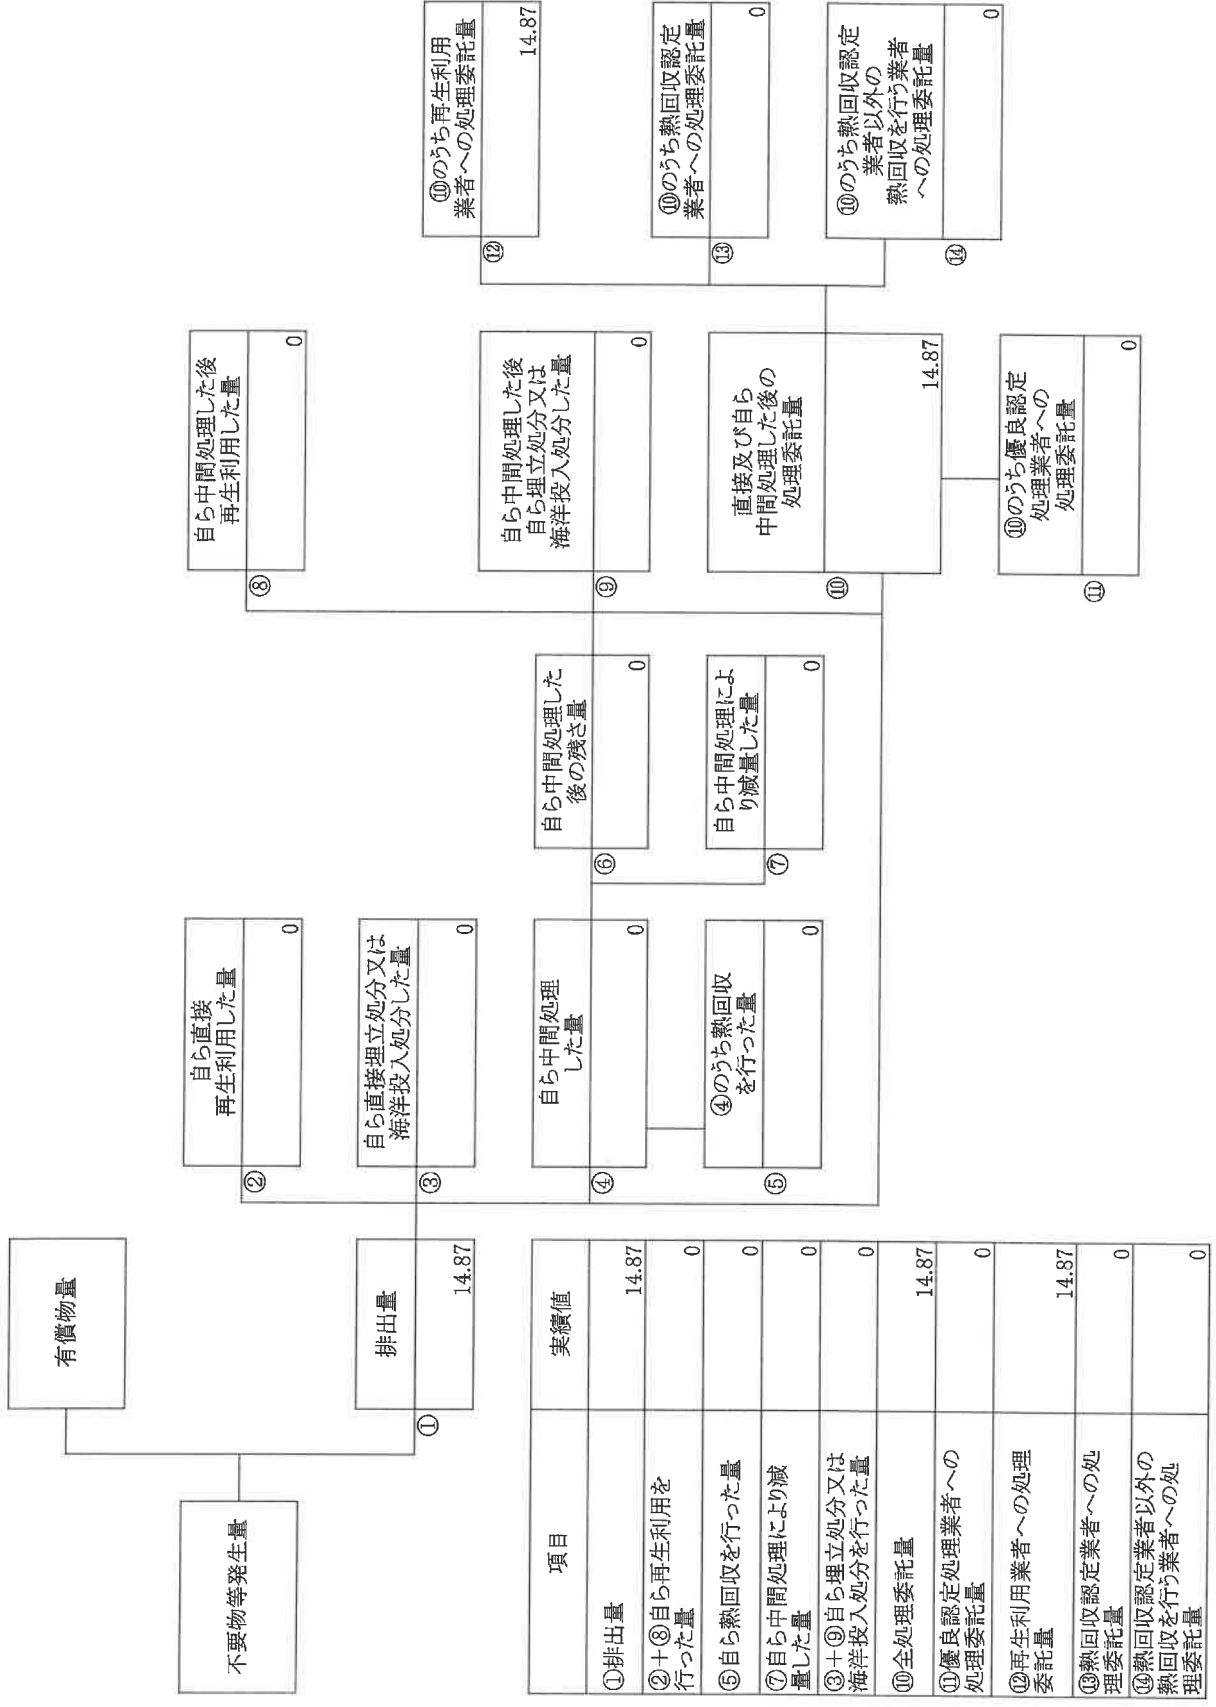 不要物等発生量
有償物量
排出量
①
14.87
自ら直接
再生利用した量
②
0
自ら直接埋立処分又は
海洋投入処分した量
③
0
自ら中間処理
した量
④
0
④のうち熱回収
を行った量
⑤
0
自ら中間処理した
後の残さ量
⑥
0
自ら中間処理によ
り減量した量
⑦
0
自ら中間処理した後
再生利用した量
⑧
0
自ら中間処理した後
自ら埋立処分又は
海洋投入処分した量
⑨
0
直接及び自ら
中間処理した後の
処理委託量
⑩
14.87
⑩のうち優良認定
処理業者への
処理委託量
⑪
0
⑩のうち再生利用
業者への処理委託量
⑫
14.87
⑩のうち熱回収認定
業者への処理委託量
⑬
0
⑩のうち熱回収認定
業者以外の
熱回収を行う業者
への処理委託量
⑭
0
項目 実績値
①排出量 14.87
②+⑧自ら再生利用を
行った量 0
⑤自ら熱回収を行った量 0
⑦自ら中間処理により減
量した量 0
③+⑨自ら埋立処分又は
海洋投入処分を行った量 0
⑩全処理委託量 14.87
⑪優良認定処理業者への
処理委託量 0
⑫再生利用業者への処理
委託量 14.87
⑬熱回収認定業者への処
理委託量 0
⑭熱回収認定業者以外の
熱回収を行う業者への処
理委託量 0